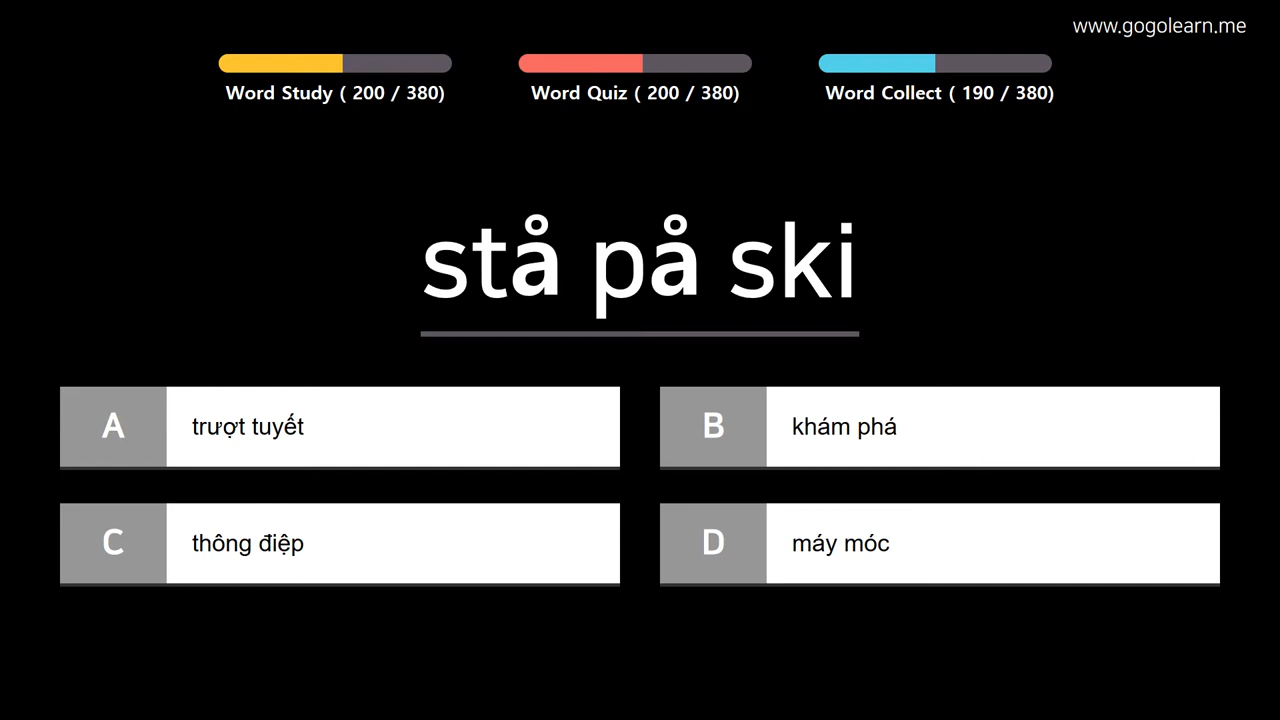 www.gogolearn.me
Word Study ( 200 / 380)
Word Quiz ( 200 / 380)
Word Collect ( 190 / 380)
stå på ski
A
trượt tuyết
B
khám phá
C
thông điệp
D
máy móc